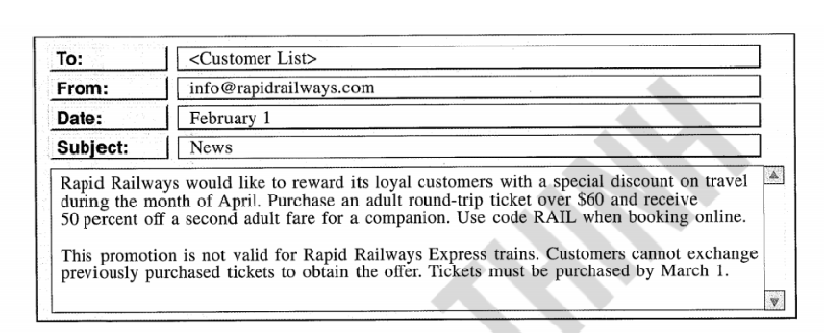 To: <Customer List>
From: info@rapidrailways.com
Date: February 1
Subject: News
Rapid Railways would like to reward its loyal customers with a special discount on travel
during the month of April. Purchase an adult round-trip ticket over $60 and receive
50 percent off a second adult fare for a companion. Use code RAIL when booking online.
This promotion is not valid for Rapid Railways Express trains. Customers cannot exchange
previously purchased tickets to obtain the offer. Tickets must be purchased by March 1.